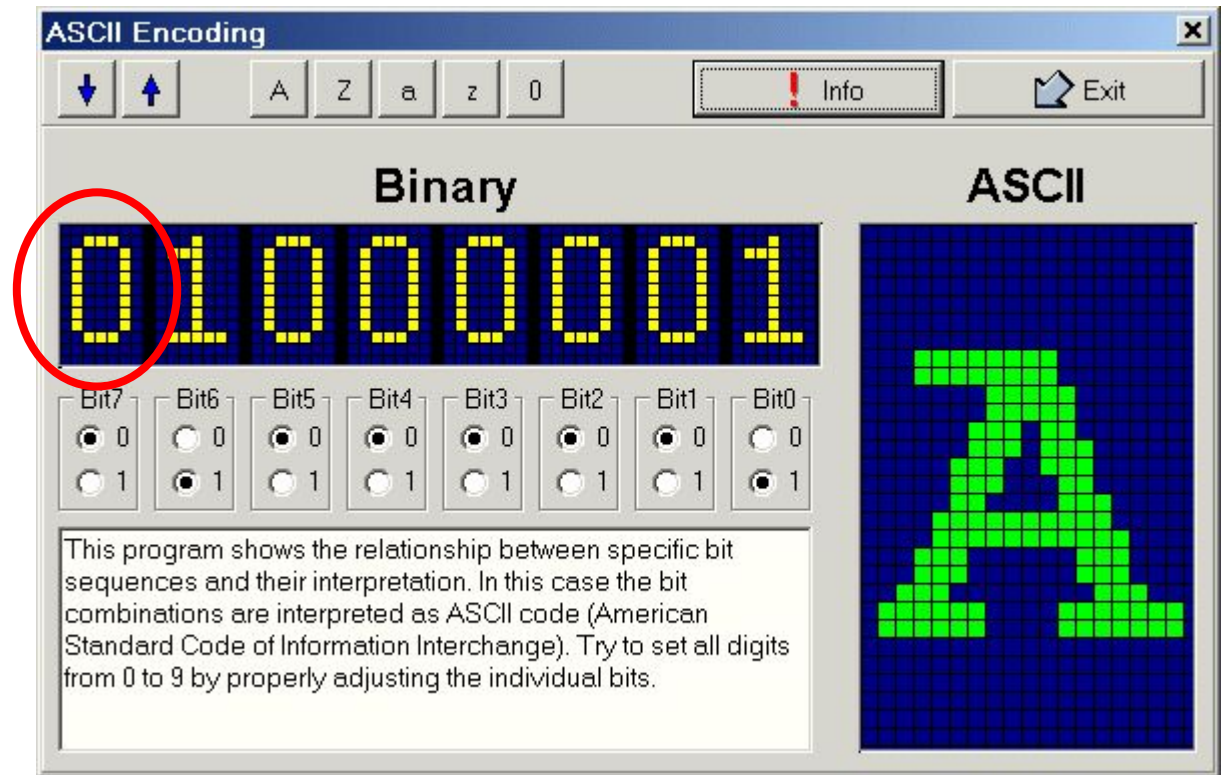 ASCII Encoding
A Z a z 0 Info Exit
Binary ASCII
01000001
A
Bit7 Bit6 Bit5 Bit4 Bit3 Bit2 Bit1 Bit0
0 0 0 0 0 0 0 0
1 1 1 1 1 1 1 1
This program shows the relationship between specific bit
sequences and their interpretation. In this case the bit
combinations are interpreted as ASCII code (American
Standard Code of Information Interchange). Try to set all digits
from 0 to 9 by properly adjusting the individual bits.